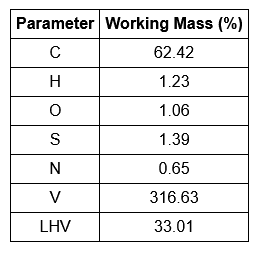 Parameter Working Mass (%)
C 62.42
H 1.23
O 1.06
S 1.39
N 0.65
V 316.63
LHV 33.01